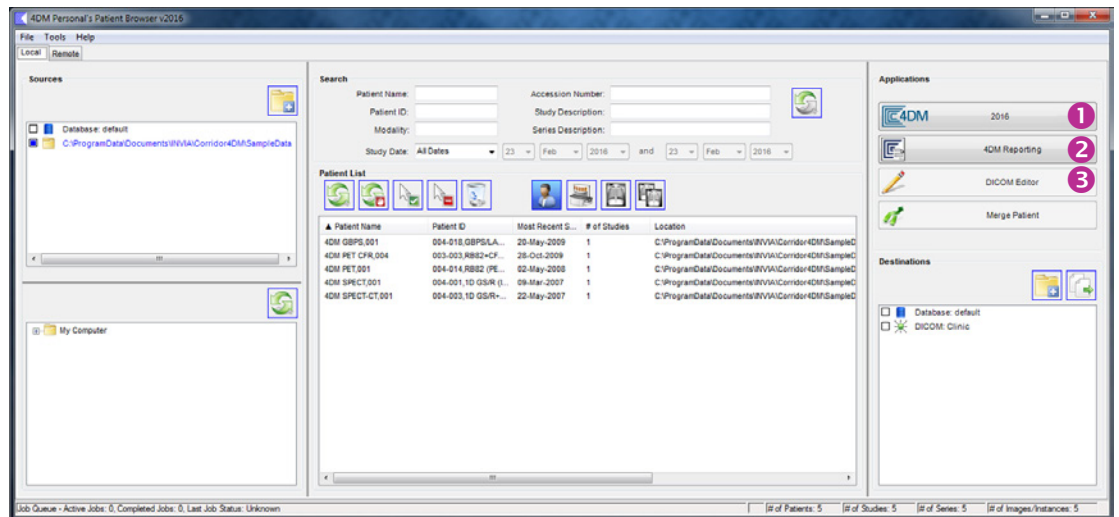 4DM Personal's Patient Browser v2016
File Tools Help
Local Remote
Sources
Database: default
C:\ProgramData\Documents\INVIA\Corridor4DM\SampleData
My Computer
Search
Patient Name: Accession Number:
Patient ID: Study Description:
Modality: Series Description:
Study Date: All Dates 23 Feb 2016 and 23 Feb 2016
Patient List
▲ Patient Name Patient ID Most Recent S... # of Studies Location
4DM GBPS,001 004-018,GBPS/LA... 20-May-2009 1 C:\ProgramData\Documents\INVIA\Corridor4DM\SampleD
4DM PET CFR,004 003-003,RB82+CF... 28-Oct-2009 1 C:\ProgramData\Documents\INVIA\Corridor4DM\SampleD
4DM PET,001 004-014,RB82 (PE... 02-May-2008 1 C:\ProgramData\Documents\INVIA\Corridor4DM\SampleD
4DM SPECT,001 004-001,1D GS/R (I... 09-Mar-2007 1 C:\ProgramData\Documents\INVIA\Corridor4DM\SampleD
4DM SPECT-CT,001 004-003,1D GS/R+... 22-May-2007 1 C:\ProgramData\Documents\INVIA\Corridor4DM\SampleD
Applications
4DM 2016 1
4DM Reporting 2
DICOM Editor 3
Merge Patient
Destinations
Database: default
DICOM: Clinic
Job Queue - Active Jobs: 0, Completed Jobs: 0, Last Job Status: Unknown # of Patients: 5 # of Studies: 5 # of Series: 5 # of Images/Instances: 5